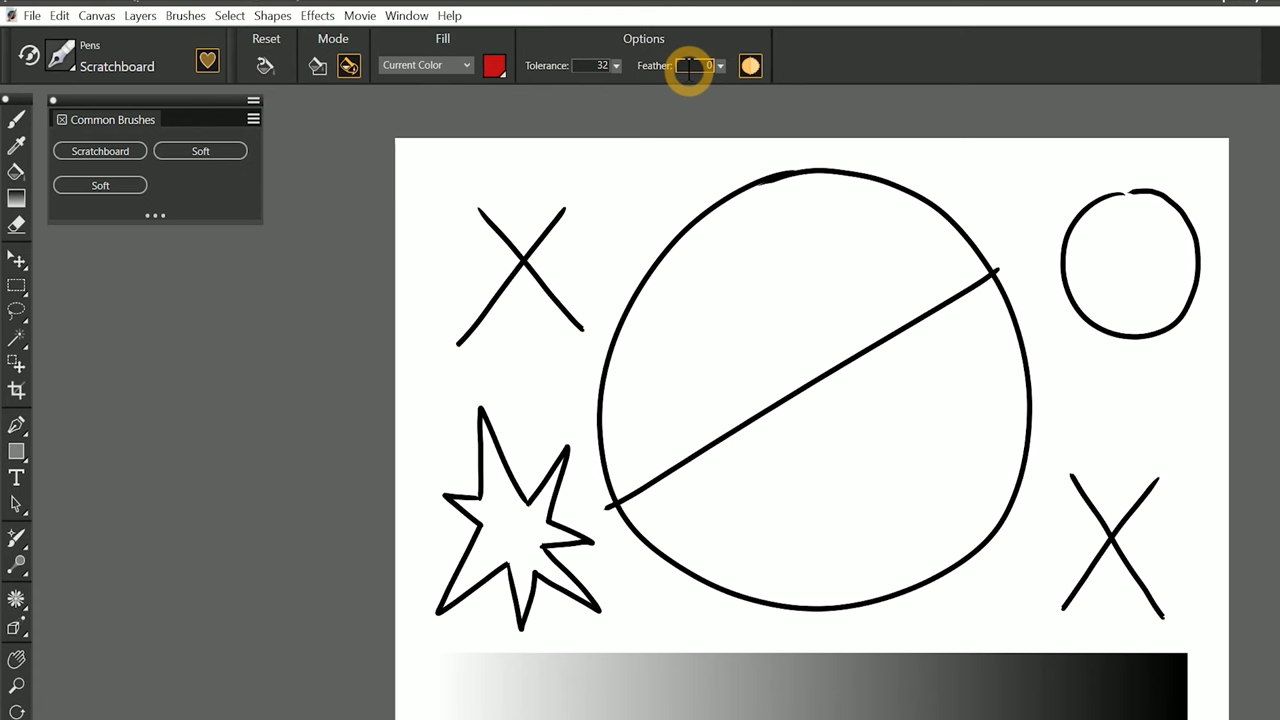 File Edit Canvas Layers Brushes Select Shapes Effects Movie Window Help
Pens
Scratchboard
Reset
Mode
Fill
Current Color
Options
Tolerance: 32
Feather: 0
Common Brushes
Scratchboard
Soft
Soft